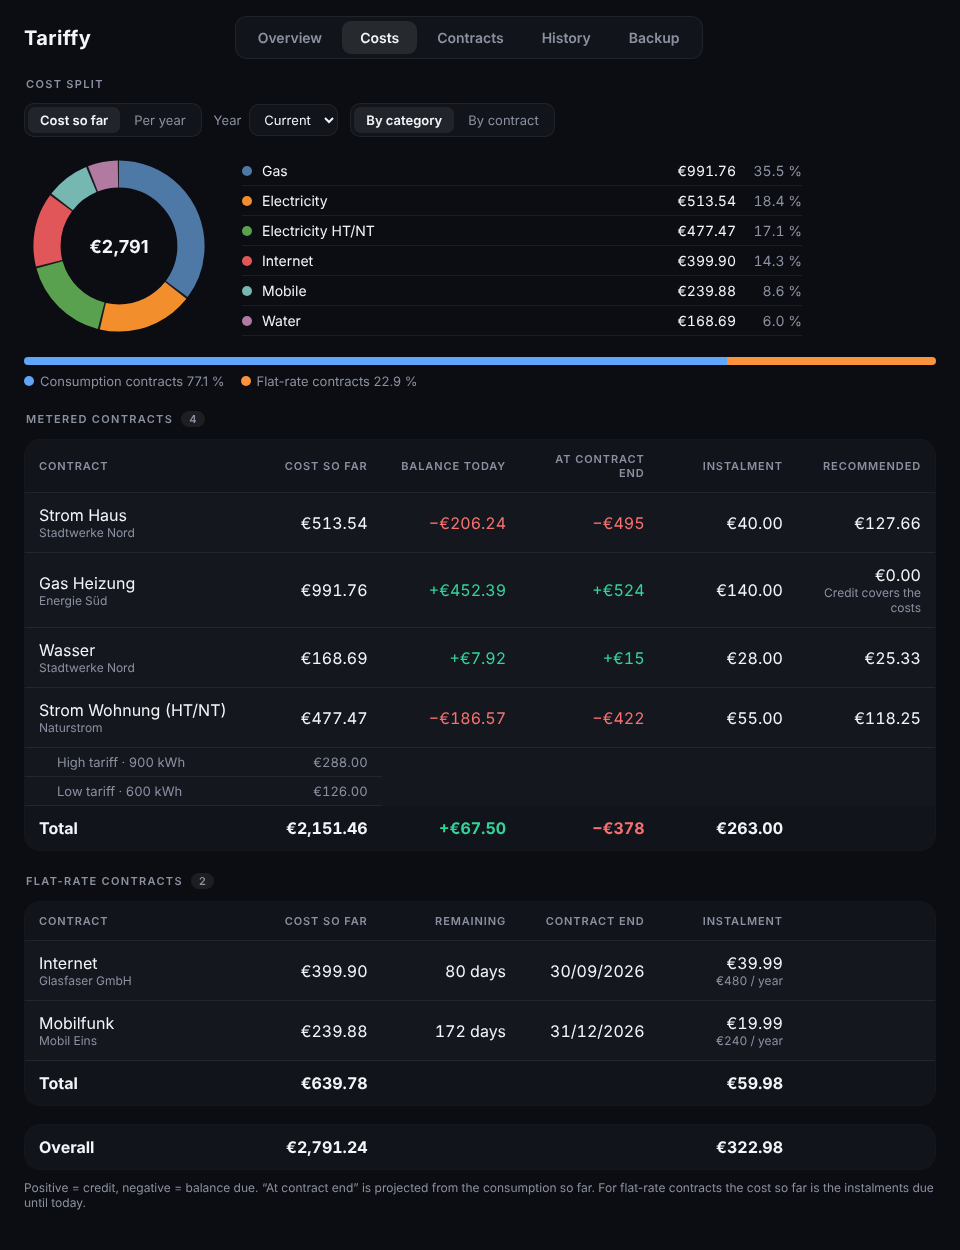 Tariffy
Overview
Costs
Contracts
History
Backup
COST SPLIT
Cost so far
Per year
Year
Current
By category
By contract
€2,791
Gas €991.76 35.5 %
Electricity €513.54 18.4 %
Electricity HT/NT €477.47 17.1 %
Internet €399.90 14.3 %
Mobile €239.88 8.6 %
Water €168.69 6.0 %
Consumption contracts 77.1 %
Flat-rate contracts 22.9 %
METERED CONTRACTS 4
CONTRACT COST SO FAR BALANCE TODAY AT CONTRACT END INSTALMENT RECOMMENDED
Strom Haus €513.54 −€206.24 −€495 €40.00 €127.66
Stadtwerke Nord
Gas Heizung €991.76 +€452.39 +€524 €140.00 €0.00
Energie Süd
Credit covers the
costs
Wasser €168.69 +€7.92 +€15 €28.00 €25.33
Stadtwerke Nord
Strom Wohnung (HT/NT) €477.47 −€186.57 −€422 €55.00 €118.25
Naturstrom
High tariff · 900 kWh €288.00
Low tariff · 600 kWh €126.00
Total €2,151.46 +€67.50 −€378 €263.00
FLAT-RATE CONTRACTS 2
CONTRACT COST SO FAR REMAINING CONTRACT END INSTALMENT
Internet €399.90 80 days 30/09/2026 €39.99
Glasfaser GmbH €480 / year
Mobilfunk €239.88 172 days 31/12/2026 €19.99
Mobil Eins €240 / year
Total €639.78 €59.98
Overall €2,791.24 €322.98
Positive = credit, negative = balance due. “At contract end” is projected from the consumption so far. For flat-rate contracts the cost so far is the instalments due
until today.